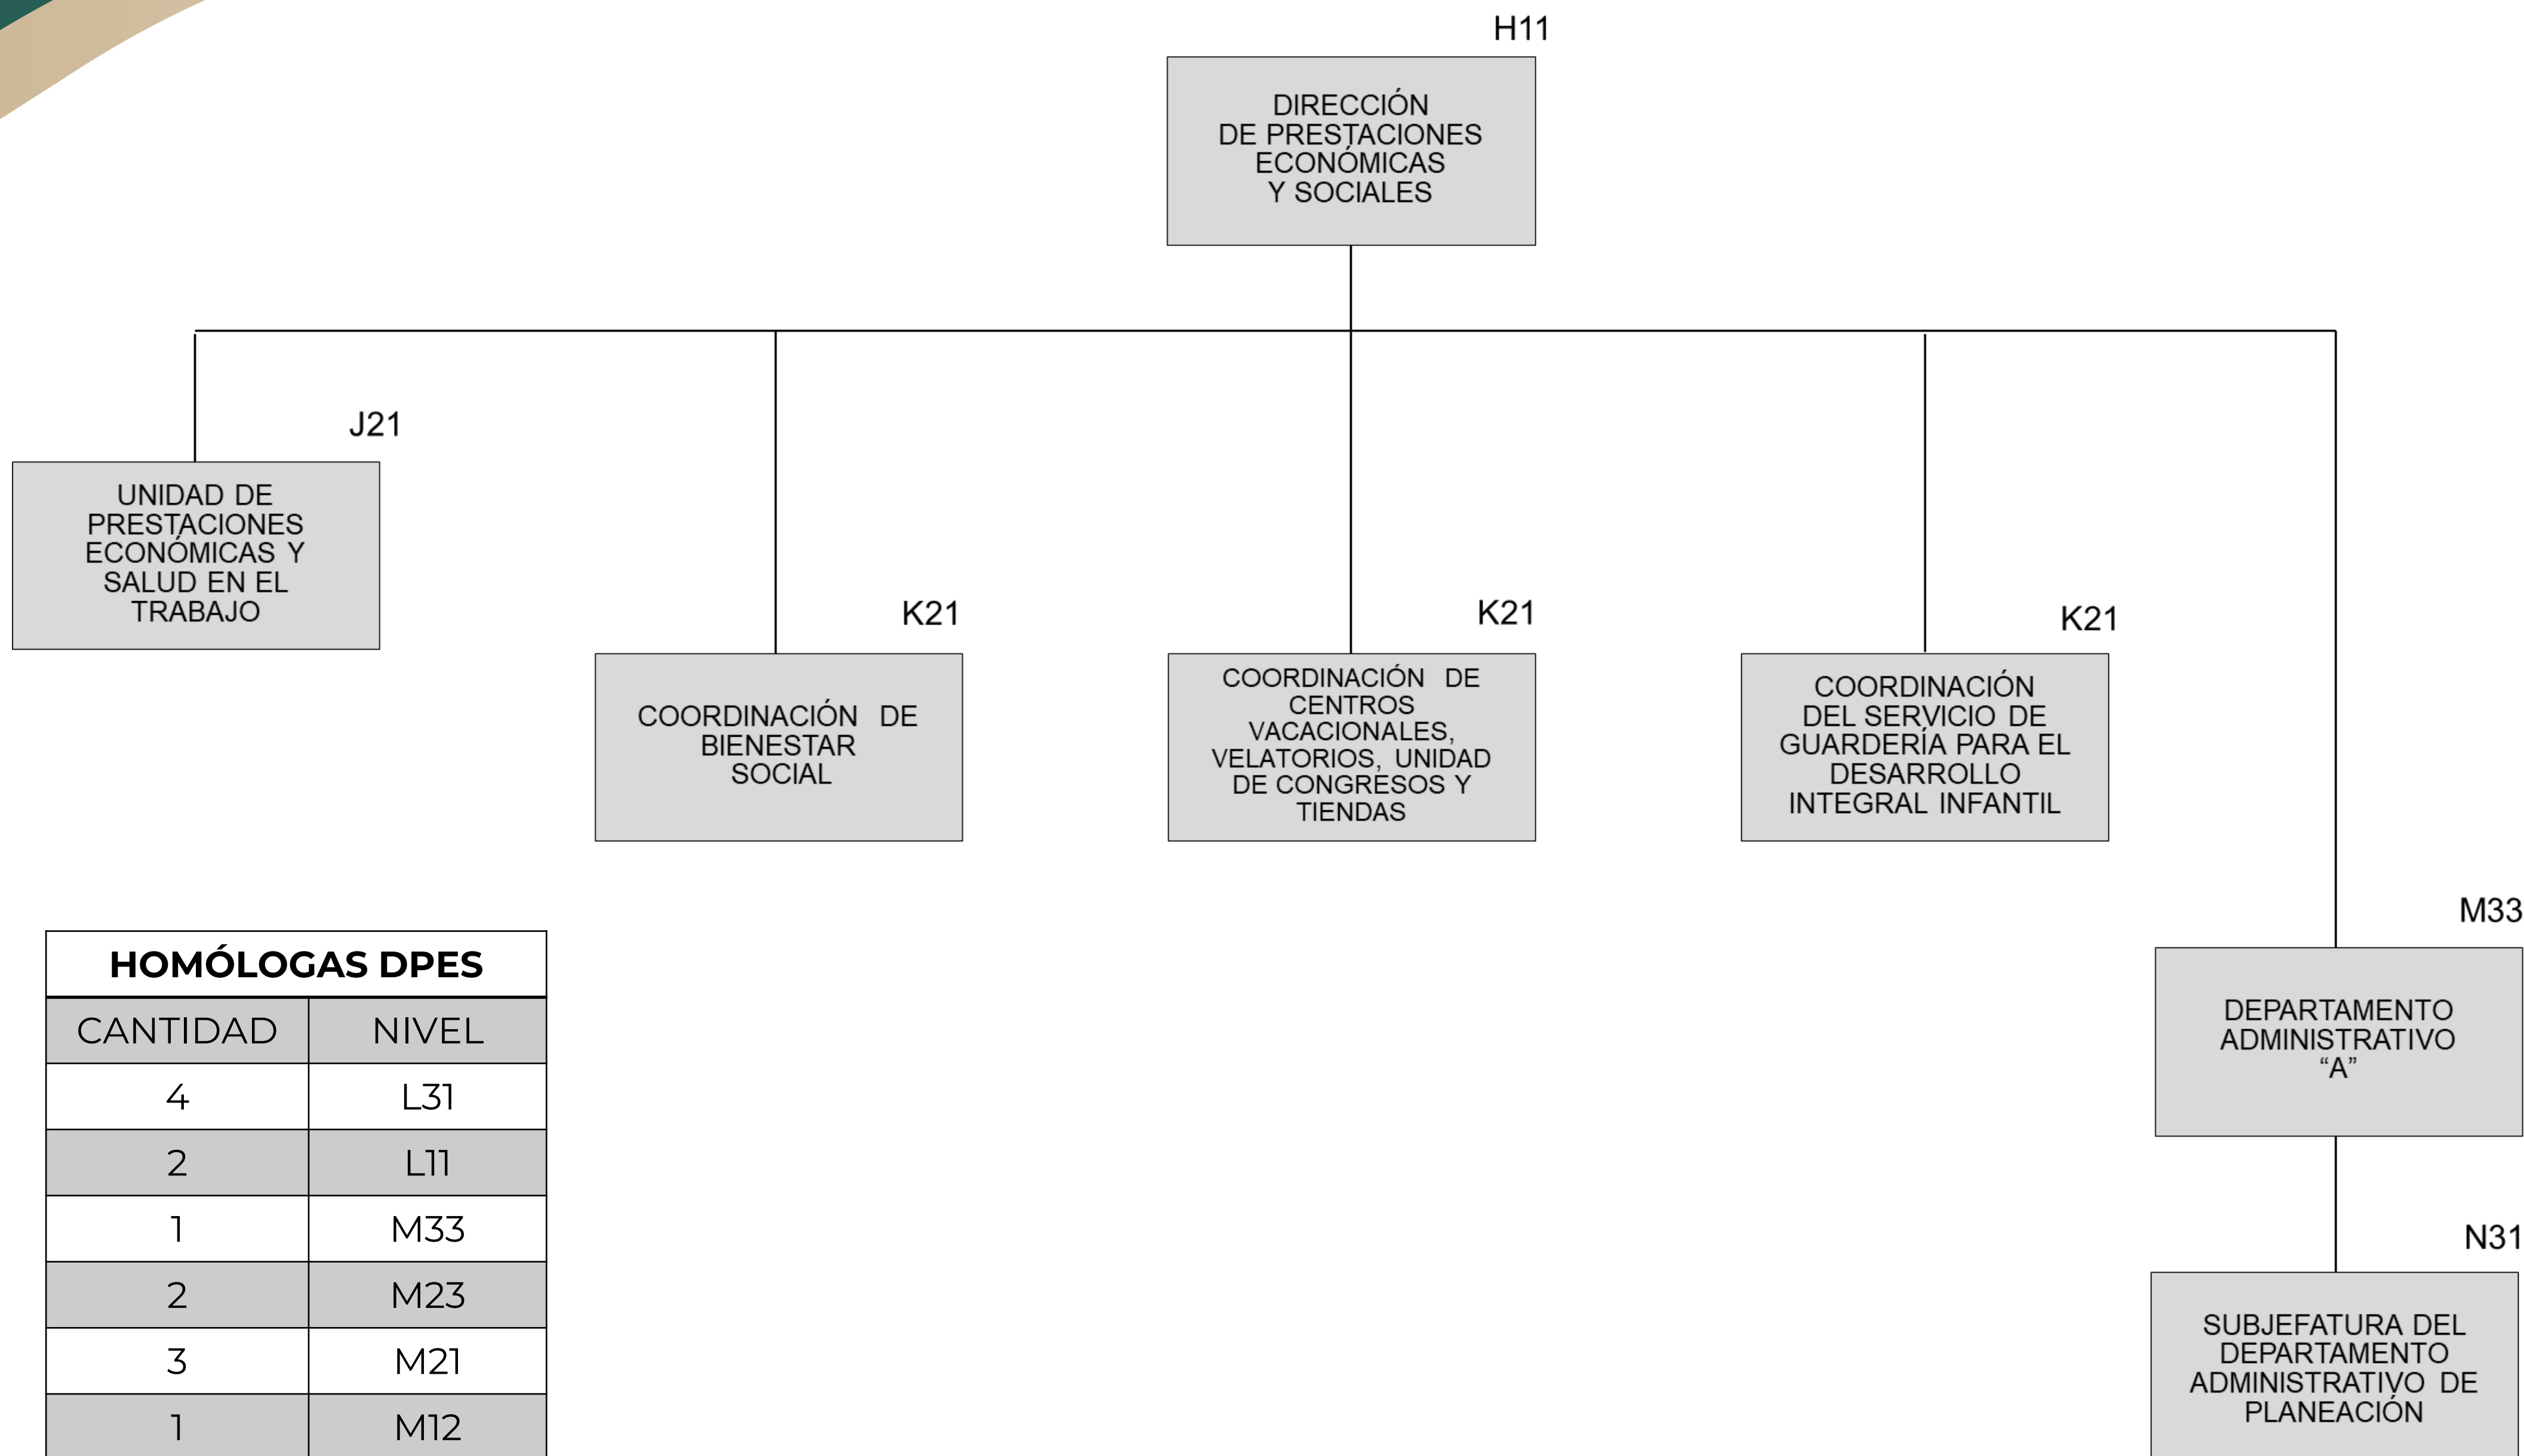 H11
DIRECCIÓN
DE PRESTACIONES
ECONÓMICAS
Y SOCIALES
J21
UNIDAD DE
PRESTACIONES
ECONÓMICAS Y
SALUD EN EL
TRABAJO
K21
COORDINACIÓN DE
BIENESTAR
SOCIAL
K21
COORDINACIÓN DE
CENTROS
VACACIONALES,
VELATORIOS, UNIDAD
DE CONGRESOS Y
TIENDAS
K21
COORDINACIÓN
DEL SERVICIO DE
GUARDERÍA PARA EL
DESARROLLO
INTEGRAL INFANTIL
M33
DEPARTAMENTO
ADMINISTRATIVO
“A”
N31
SUBJEFATURA DEL
DEPARTAMENTO
ADMINISTRATIVO DE
PLANEACIÓN
HOMÓLOGAS DPES
CANTIDAD NIVEL
4 L31
2 L11
1 M33
2 M23
3 M21
1 M12